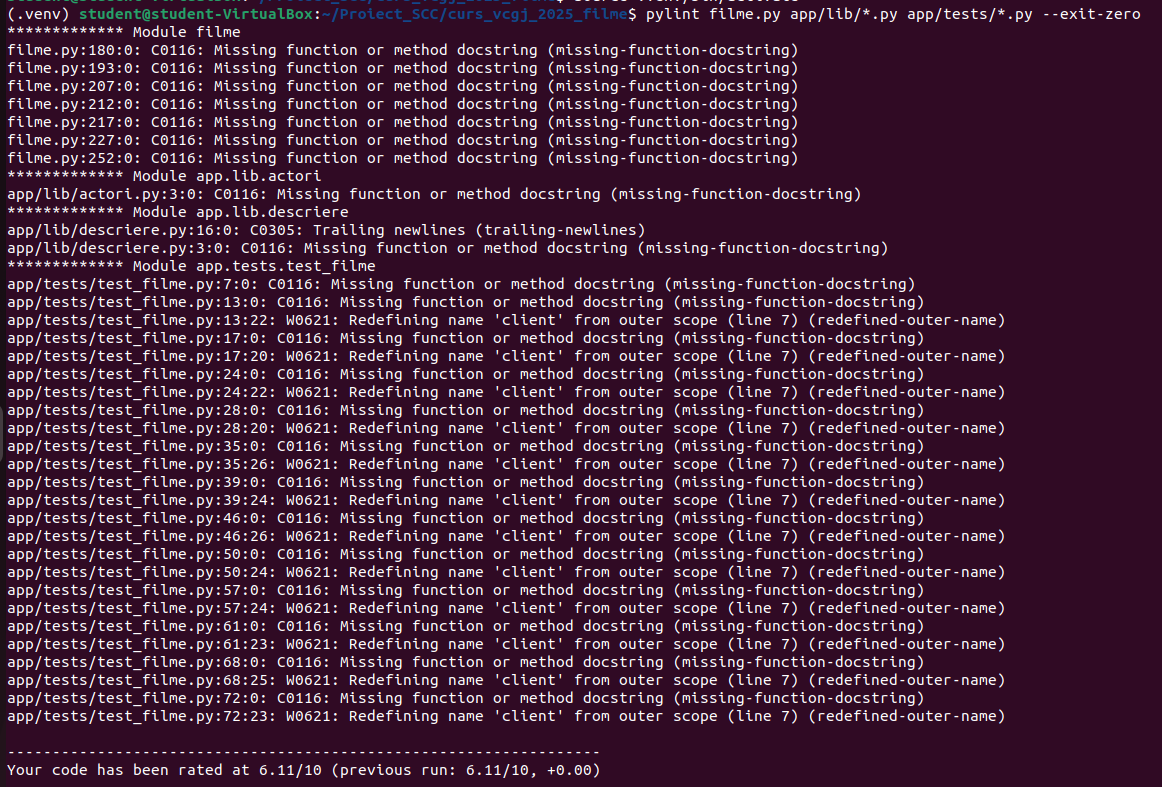 (.venv) student@student-VirtualBox:~/Project_SCC/curs_vcgj_2025_filme$ pylint filme.py app/lib/*.py app/tests/*.py --exit-zero
************* Module filme
filme.py:180:0: C0116: Missing function or method docstring (missing-function-docstring)
filme.py:193:0: C0116: Missing function or method docstring (missing-function-docstring)
filme.py:207:0: C0116: Missing function or method docstring (missing-function-docstring)
filme.py:212:0: C0116: Missing function or method docstring (missing-function-docstring)
filme.py:217:0: C0116: Missing function or method docstring (missing-function-docstring)
filme.py:227:0: C0116: Missing function or method docstring (missing-function-docstring)
filme.py:252:0: C0116: Missing function or method docstring (missing-function-docstring)
************* Module app.lib.actori
app/lib/actori.py:3:0: C0116: Missing function or method docstring (missing-function-docstring)
************* Module app.lib.descriere
app/lib/descriere.py:16:0: C0305: Trailing newlines (trailing-newlines)
app/lib/descriere.py:3:0: C0116: Missing function or method docstring (missing-function-docstring)
************* Module app.tests.test_filme
app/tests/test_filme.py:7:0: C0116: Missing function or method docstring (missing-function-docstring)
app/tests/test_filme.py:13:0: C0116: Missing function or method docstring (missing-function-docstring)
app/tests/test_filme.py:13:22: W0621: Redefining name 'client' from outer scope (line 7) (redefined-outer-name)
app/tests/test_filme.py:17:0: C0116: Missing function or method docstring (missing-function-docstring)
app/tests/test_filme.py:17:20: W0621: Redefining name 'client' from outer scope (line 7) (redefined-outer-name)
app/tests/test_filme.py:24:0: C0116: Missing function or method docstring (missing-function-docstring)
app/tests/test_filme.py:24:22: W0621: Redefining name 'client' from outer scope (line 7) (redefined-outer-name)
app/tests/test_filme.py:28:0: C0116: Missing function or method docstring (missing-function-docstring)
app/tests/test_filme.py:28:20: W0621: Redefining name 'client' from outer scope (line 7) (redefined-outer-name)
app/tests/test_filme.py:35:0: C0116: Missing function or method docstring (missing-function-docstring)
app/tests/test_filme.py:35:26: W0621: Redefining name 'client' from outer scope (line 7) (redefined-outer-name)
app/tests/test_filme.py:39:0: C0116: Missing function or method docstring (missing-function-docstring)
app/tests/test_filme.py:39:24: W0621: Redefining name 'client' from outer scope (line 7) (redefined-outer-name)
app/tests/test_filme.py:46:0: C0116: Missing function or method docstring (missing-function-docstring)
app/tests/test_filme.py:46:26: W0621: Redefining name 'client' from outer scope (line 7) (redefined-outer-name)
app/tests/test_filme.py:50:0: C0116: Missing function or method docstring (missing-function-docstring)
app/tests/test_filme.py:50:24: W0621: Redefining name 'client' from outer scope (line 7) (redefined-outer-name)
app/tests/test_filme.py:57:0: C0116: Missing function or method docstring (missing-function-docstring)
app/tests/test_filme.py:57:24: W0621: Redefining name 'client' from outer scope (line 7) (redefined-outer-name)
app/tests/test_filme.py:61:0: C0116: Missing function or method docstring (missing-function-docstring)
app/tests/test_filme.py:61:23: W0621: Redefining name 'client' from outer scope (line 7) (redefined-outer-name)
app/tests/test_filme.py:68:0: C0116: Missing function or method docstring (missing-function-docstring)
app/tests/test_filme.py:68:25: W0621: Redefining name 'client' from outer scope (line 7) (redefined-outer-name)
app/tests/test_filme.py:72:0: C0116: Missing function or method docstring (missing-function-docstring)
app/tests/test_filme.py:72:23: W0621: Redefining name 'client' from outer scope (line 7) (redefined-outer-name)
------------------------------------------------------------------
Your code has been rated at 6.11/10 (previous run: 6.11/10, +0.00)